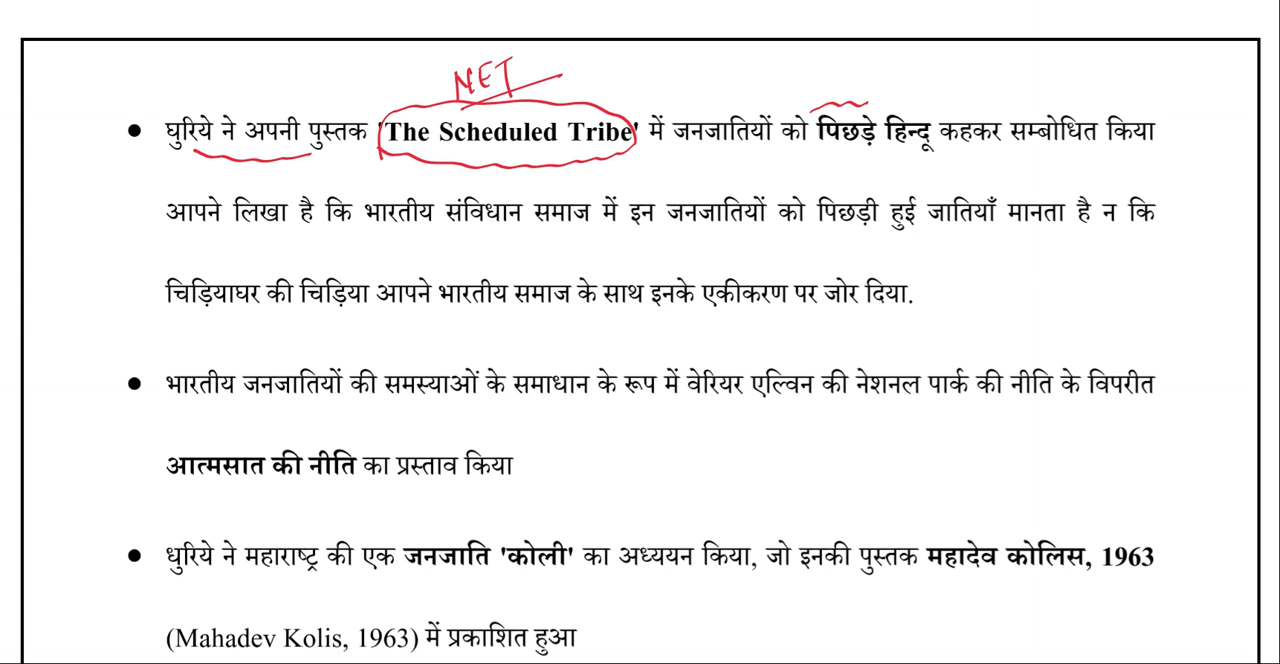 NET
• घुरिये ने अपनी पुस्तक 'The Scheduled Tribe' में जनजातियों को पिछड़े हिन्दू कहकर सम्बोधित किया
आपने लिखा है कि भारतीय संविधान समाज में इन जनजातियों को पिछड़ी हुई जातियाँ मानता है न कि
चिड़ियाघर की चिड़िया आपने भारतीय समाज के साथ इनके एकीकरण पर जोर दिया.
• भारतीय जनजातियों की समस्याओं के समाधान के रूप में वेरियर एल्विन की नेशनल पार्क की नीति के विपरीत
आत्मसात की नीति का प्रस्ताव किया
• धुरिये ने महाराष्ट्र की एक जनजाति 'कोली' का अध्ययन किया, जो इनकी पुस्तक महादेव कोलिस, 1963
(Mahadev Kolis, 1963) में प्रकाशित हुआ